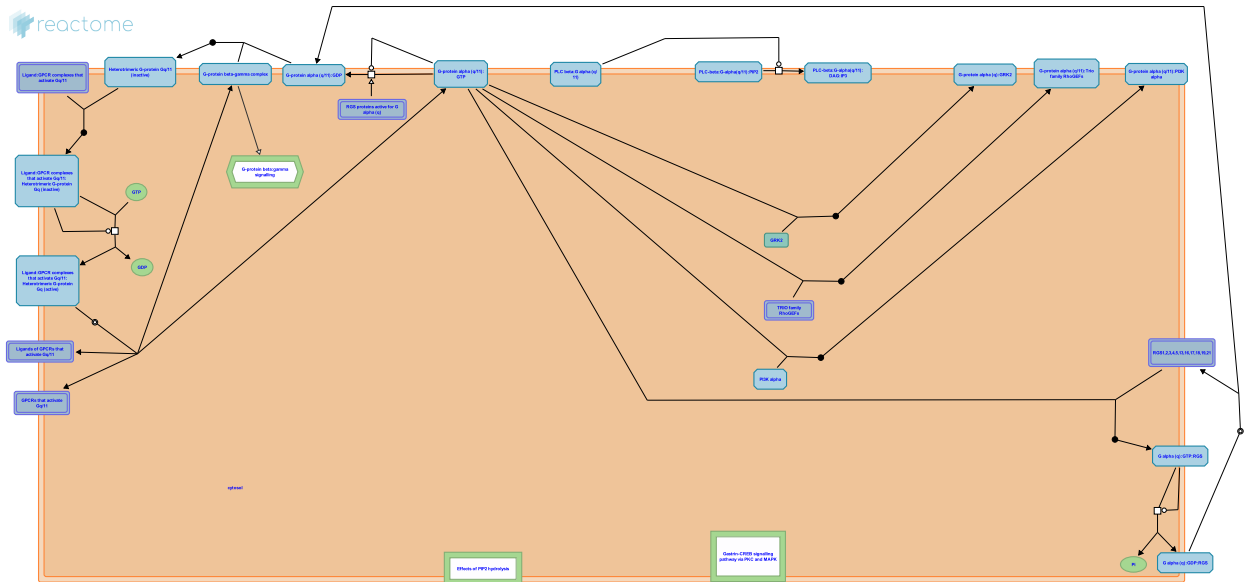 reactome
Ligand:GPCR complexes that
activate Gq/11
Heterotrimeric G-protein Gq/11
(inactive)
G-protein beta-gamma complex
G-protein alpha (q/11): GDP
G-protein alpha (q/11):
GTP
PLC beta:G alpha (q/
11)
PLC-beta:G-alpha(q/11): PIP2
PLC-beta:G-alpha(q/11):
DAG:IP3
G-protein alpha (q):GRK2
G-protein alpha (q/11): Trio
family RhoGEFs
G-protein alpha (q/11): PI3K
alpha
RGS proteins active for G
alpha (q)
G-protein beta:gamma
signalling
Ligand:GPCR complexes
that activate Gq/11:
Heterotrimeric G-protein
Gq (inactive)
GTP
GDP
Ligand:GPCR complexes
that activate Gq/11:
Heterotrimeric G-protein
Gq (active)
GRK2
TRIO family
RhoGEFs
Ligands of GPCRs that
activate Gq/11
GPCRs that activate
Gq/11
PI3K alpha
RGS1,2,3,4,5,13,16,17,18,19,21
G alpha (q):GTP:RGS
cytosol
Effects of PIP2 hydrolysis
Gastrin-CREB signalling
pathway via PKC and MAPK
Pi
G alpha (q):GDP:RGS